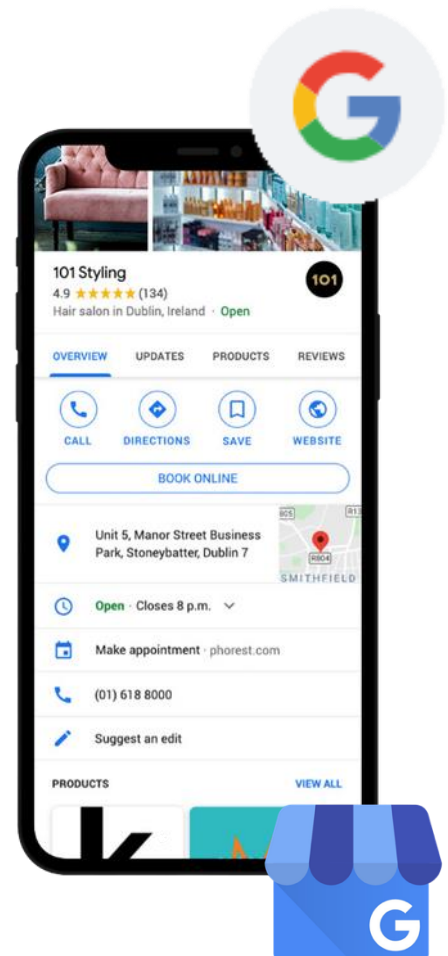 G
101 Styling
101
4.9 ★★★★★ (134)
Hair salon in Dublin, Ireland · Open
OVERVIEW UPDATES PRODUCTS REVIEWS
CALL DIRECTIONS SAVE WEBSITE
BOOK ONLINE
Unit 5, Manor Street Business
Park, Stoneybatter, Dublin 7
R804
SMITHFIELD
Open · Closes 8 p.m.
Make appointment · phorest.com
(01) 618 8000
Suggest an edit
PRODUCTS VIEW ALL
k
G